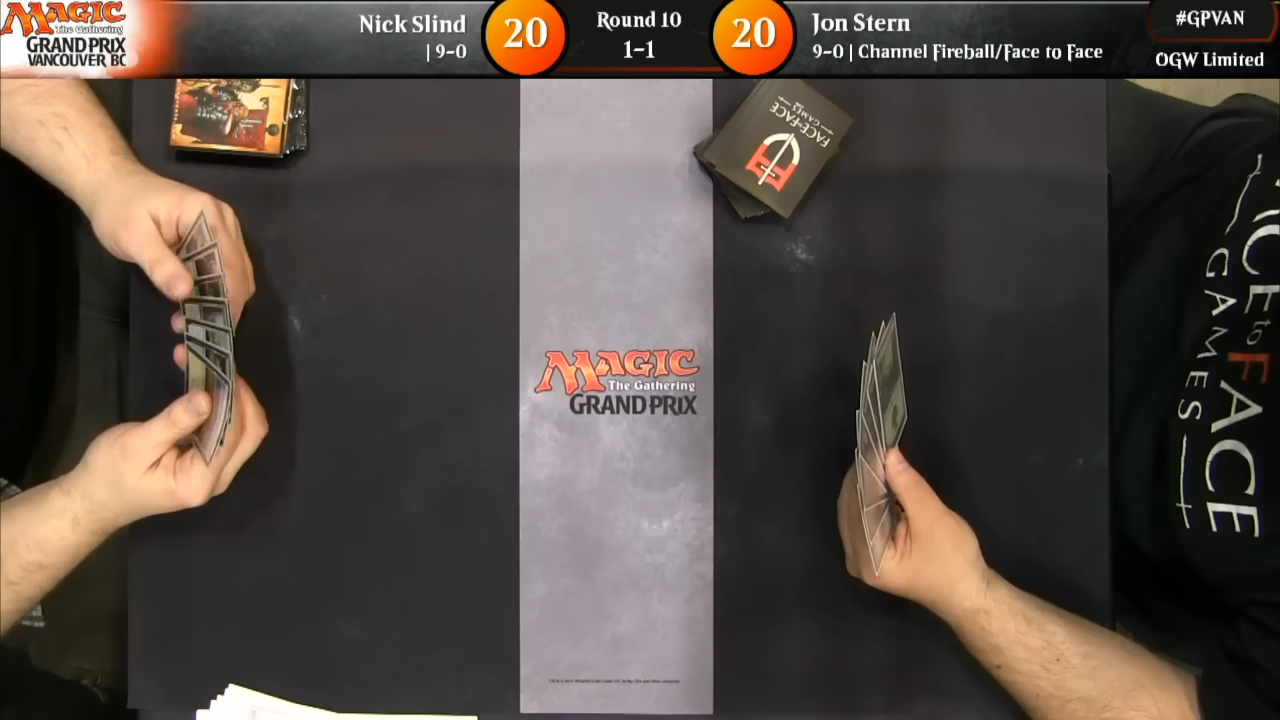 MAGIC
The Gathering
GRAND PRIX
VANCOUVER BC
Nick Slind
| 9-0
20
Round 10
1-1
20
Jon Stern
9-0 | Channel Fireball/Face to Face
#GPVAN
OGW Limited
FACE to FACE
GAMES
MAGIC
The Gathering
GRAND PRIX
ICE to FACE
GAMES